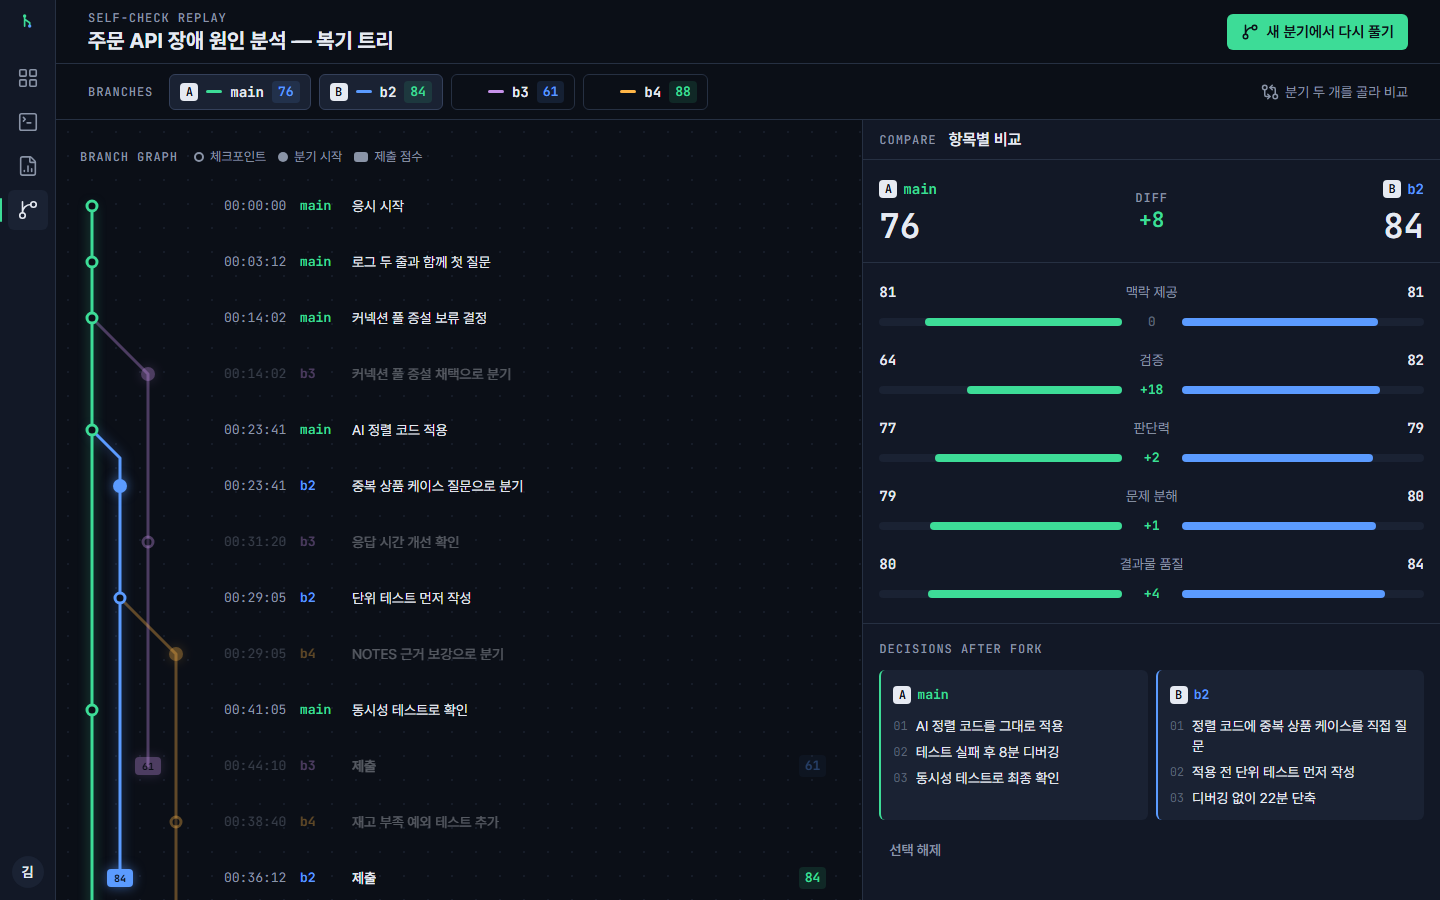 SELF-CHECK REPLAY
주문 API 장애 원인 분석 — 복기 트리
새 분기에서 다시 풀기
BRANCHES
A main 76
B b2 84
b3 61
b4 88
분기 두 개를 골라 비교
BRANCH GRAPH 체크포인트 분기 시작 제출 점수
00:00:00 main 응시 시작
00:03:12 main 로그 두 줄과 함께 첫 질문
00:14:02 main 커넥션 풀 증설 보류 결정
00:14:02 b3 커넥션 풀 증설 채택으로 분기
00:23:41 main AI 정렬 코드 적용
00:23:41 b2 중복 상품 케이스 질문으로 분기
00:31:20 b3 응답 시간 개선 확인
00:29:05 b2 단위 테스트 먼저 작성
00:29:05 b4 NOTES 근거 보강으로 분기
00:41:05 main 동시성 테스트로 확인
61 00:44:10 b3 제출 61
00:38:40 b4 재고 부족 예외 테스트 추가
84 00:36:12 b2 제출 84
김
COMPARE 항목별 비교
A main
76
DIFF
+8
B b2
84
81 맥락 제공 81
0
64 검증 82
+18
77 판단력 79
+2
79 문제 분해 80
+1
80 결과물 품질 84
+4
DECISIONS AFTER FORK
A main
01 AI 정렬 코드를 그대로 적용
02 테스트 실패 후 8분 디버깅
03 동시성 테스트로 최종 확인
B b2
01 정렬 코드에 중복 상품 케이스를 직접 질
문
02 적용 전 단위 테스트 먼저 작성
03 디버깅 없이 22분 단축
선택 해제